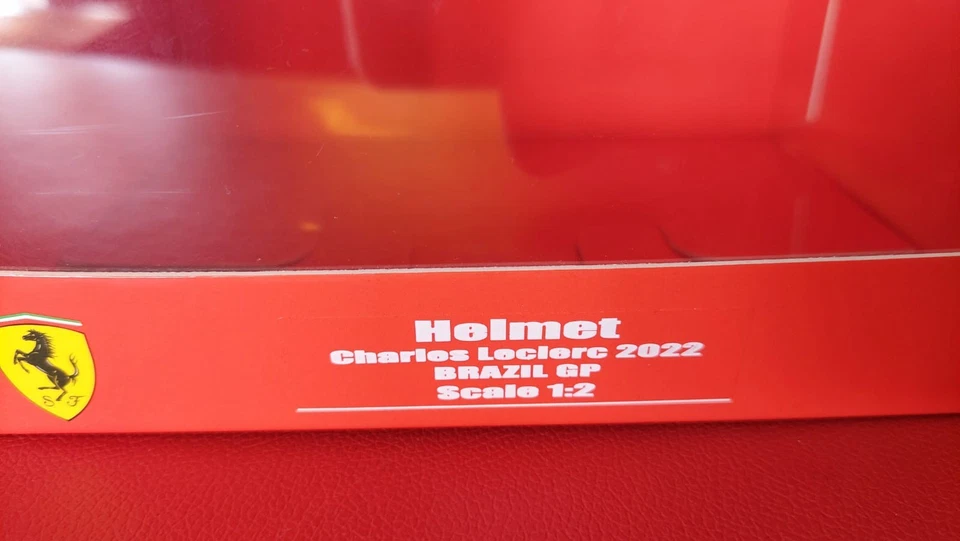 Helmet
Charles Leclerc 2022
BRAZIL GP
Scale 1:2
S F